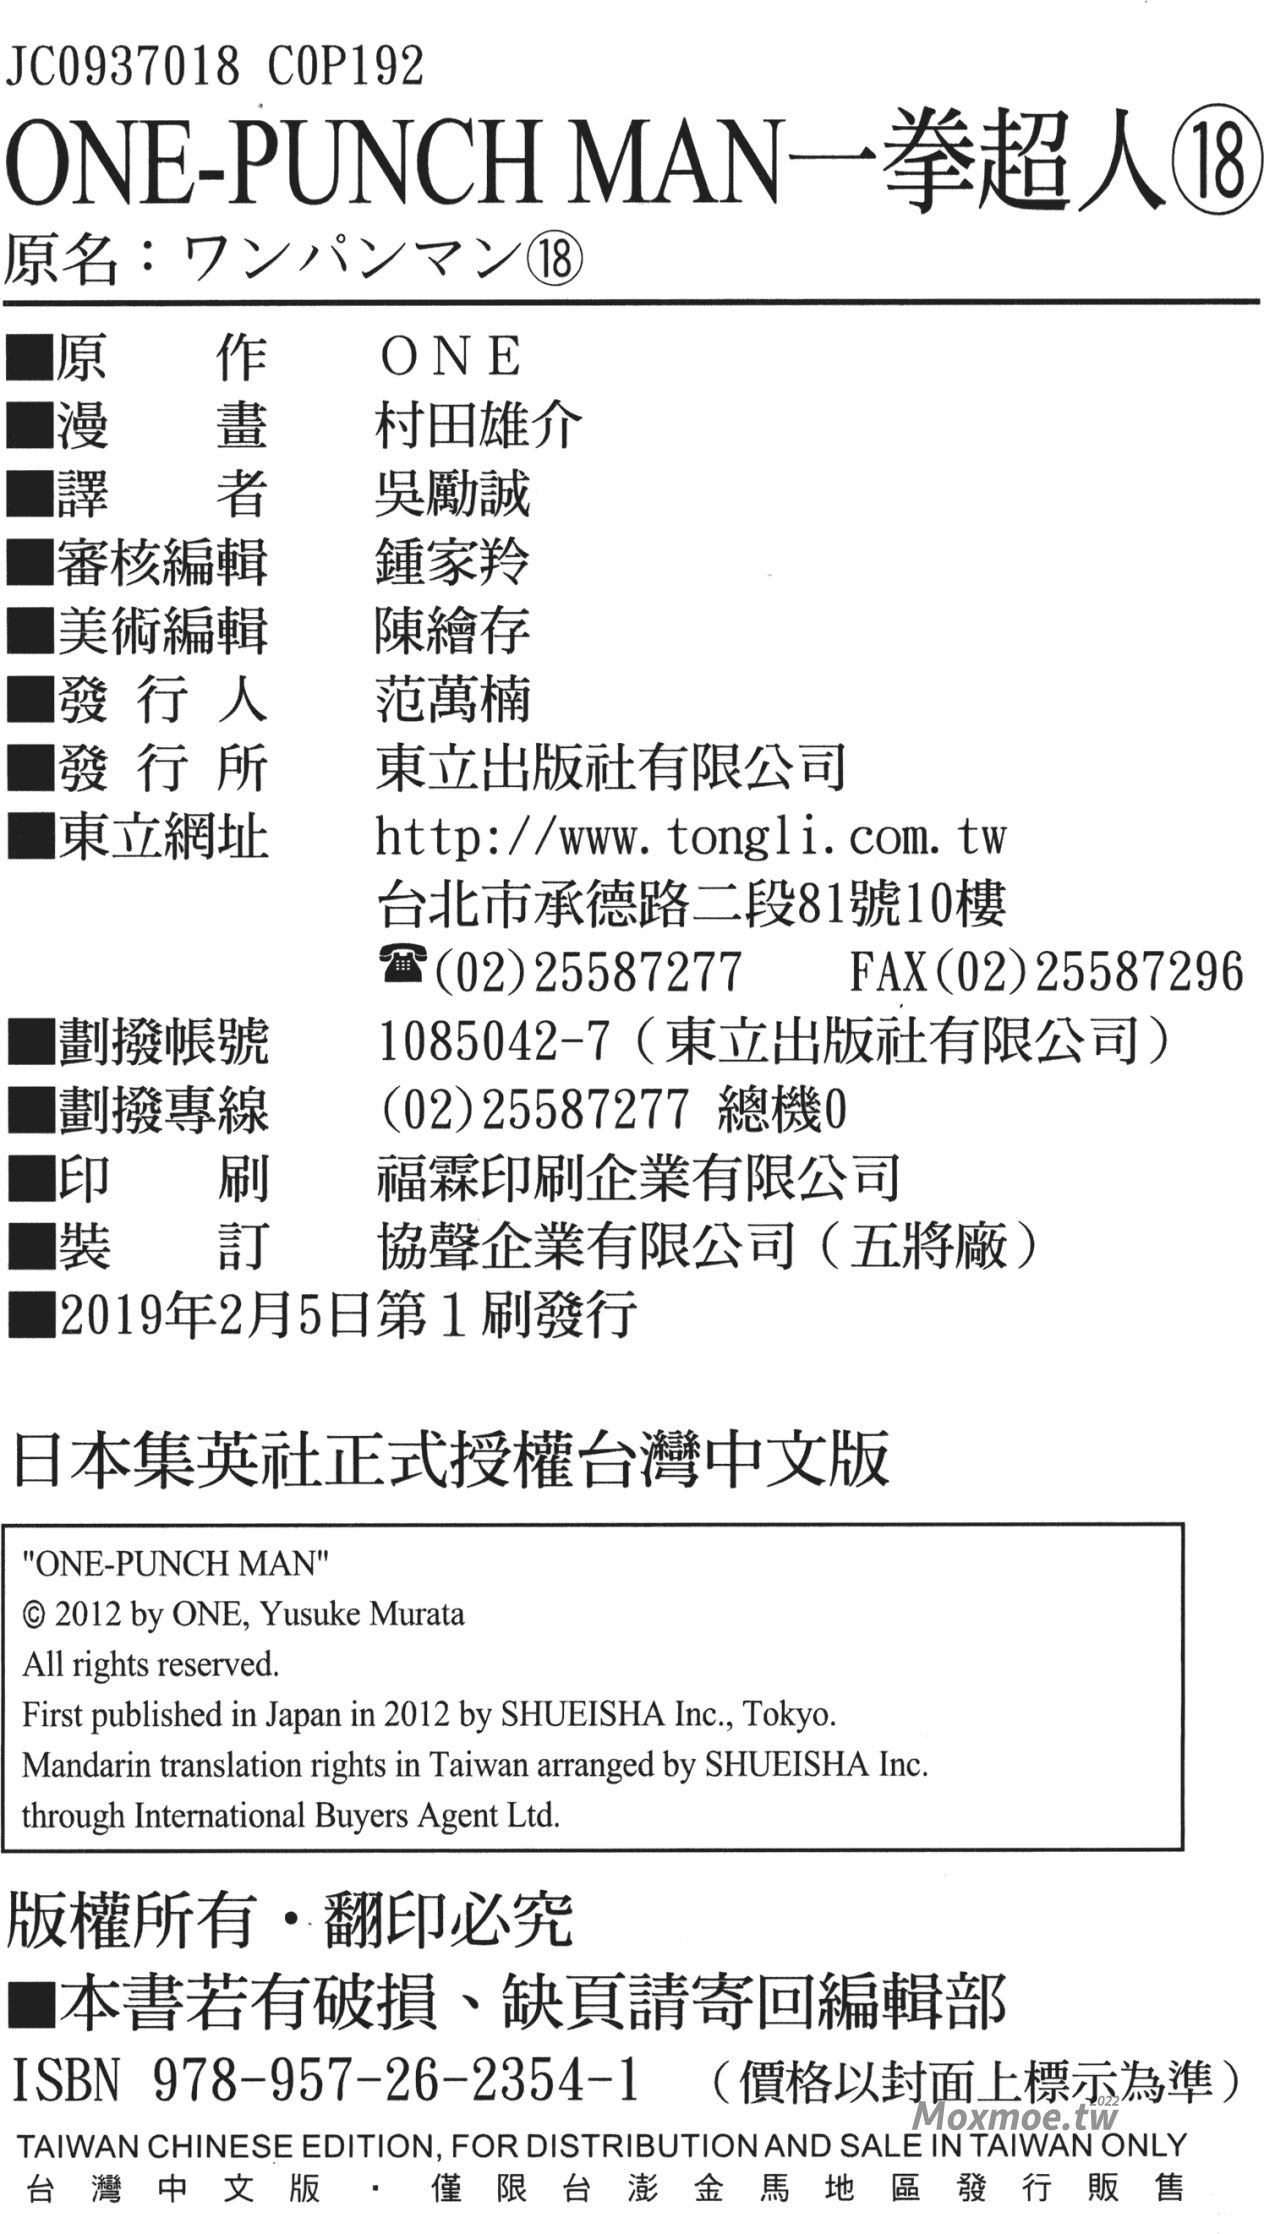 JC0937018 C0P192
ONE-PUNCH MAN一拳超人⑱
原名：ワンパンマン⑱
■原作 ONE
■漫畫 村田雄介
■譯者 吳勵誠
■審核編輯 鍾家羚
■美術編輯 陳繪存
■發行人 范萬楠
■發行所 東立出版社有限公司
■東立網址 http://www.tongli.com.tw
台北市承德路二段81號10樓
☎(02)25587277 FAX(02)25587296
■劃撥帳號 1085042-7（東立出版社有限公司）
■劃撥專線 (02)25587277 總機0
■印刷 福霖印刷企業有限公司
■裝訂 協聲企業有限公司（五將廠）
■2019年2月5日第1刷發行
日本集英社正式授權台灣中文版
"ONE-PUNCH MAN"
© 2012 by ONE, Yusuke Murata
All rights reserved.
First published in Japan in 2012 by SHUEISHA Inc., Tokyo.
Mandarin translation rights in Taiwan arranged by SHUEISHA Inc.
through International Buyers Agent Ltd.
版權所有・翻印必究
■本書若有破損、缺頁請寄回編輯部
ISBN 978-957-26-2354-1 （價格以封面上標示為準）
Moxmoe.tw 2022
TAIWAN CHINESE EDITION, FOR DISTRIBUTION AND SALE IN TAIWAN ONLY
台灣中文版・僅限台澎金馬地區發行販售